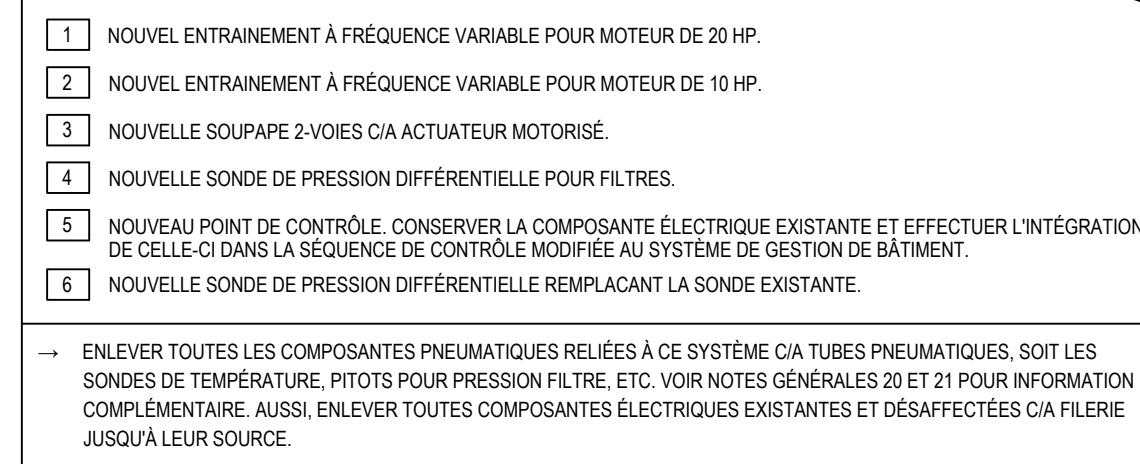 1 NOUVEL ENTRAINEMENT À FRÉQUENCE VARIABLE POUR MOTEUR DE 20 HP.
2 NOUVEL ENTRAINEMENT À FRÉQUENCE VARIABLE POUR MOTEUR DE 10 HP.
3 NOUVELLE SOUPAPE 2-VOIES C/A ACTUATEUR MOTORISÉ.
4 NOUVELLE SONDE DE PRESSION DIFFÉRENTIELLE POUR FILTRES.
5 NOUVEAU POINT DE CONTRÔLE. CONSERVER LA COMPOSANTE ÉLECTRIQUE EXISTANTE ET EFFECTUER L'INTÉGRATION
DE CELLE-CI DANS LA SÉQUENCE DE CONTRÔLE MODIFIÉE AU SYSTÈME DE GESTION DE BÂTIMENT.
6 NOUVELLE SONDE DE PRESSION DIFFÉRENTIELLE REMPLACANT LA SONDE EXISTANTE.
→ ENLEVER TOUTES LES COMPOSANTES PNEUMATIQUES RELIÉES À CE SYSTÈME C/A TUBES PNEUMATIQUES, SOIT LES
SONDES DE TEMPÉRATURE, PITOTS POUR PRESSION FILTRE, ETC. VOIR NOTES GÉNÉRALES 20 ET 21 POUR INFORMATION
COMPLÉMENTAIRE. AUSSI, ENLEVER TOUTES COMPOSANTES ÉLECTRIQUES EXISTANTES ET DÉSAFFECTÉES C/A FILERIE
JUSQU'À LEUR SOURCE.